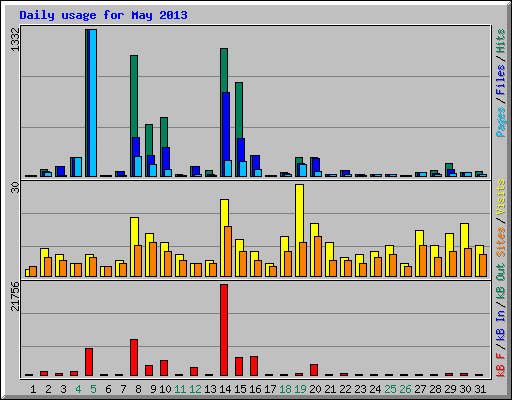 Daily usage for May 2013
1332
Pages / Files / Hits
30
Sites / Visits
21756
kB F / kB In / kB Out
1 2 3 4 5 6 7 8 9 10 11 12 13 14 15 16 17 18 19 20 21 22 23 24 25 26 27 28 29 30 31